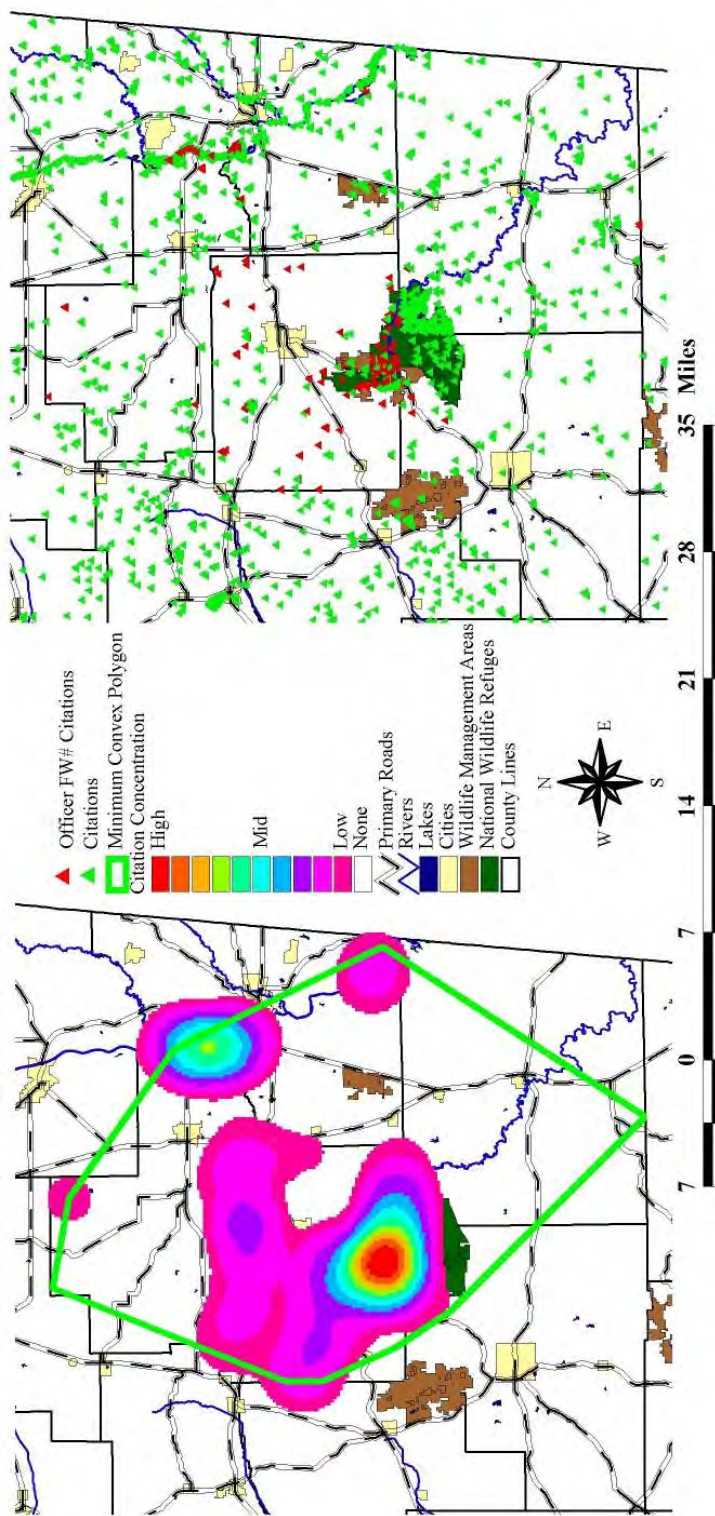 Officer FW# Citations
Citations
Minimum Convex Polygon
Citation Concentration
High
Mid
Low
None
Primary Roads
Rivers
Lakes
Cities
Wildlife Management Areas
National Wildlife Refuges
County Lines
N
W E
S
7 0 7 14 21 28 35 Miles